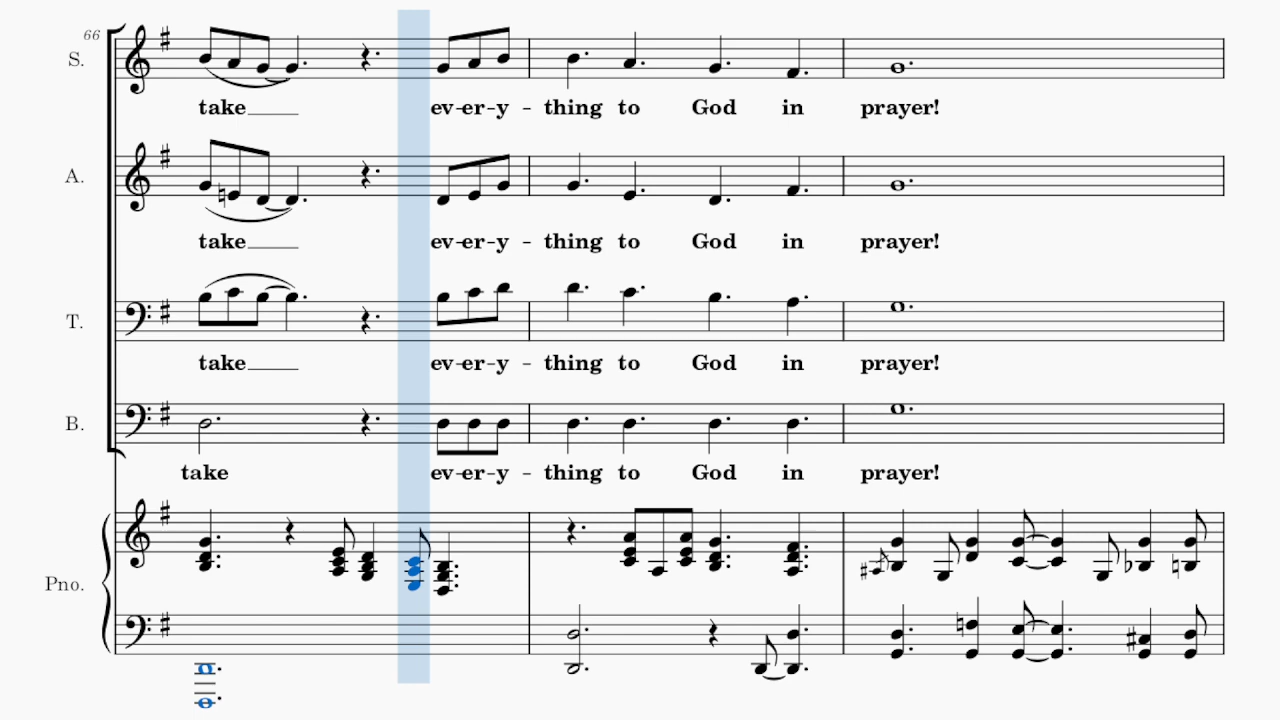 66
S.
take ev-er-y - thing to God in prayer!
A.
take ev-er-y - thing to God in prayer!
T.
take ev-er-y - thing to God in prayer!
B.
take ev-er-y - thing to God in prayer!
Pno.